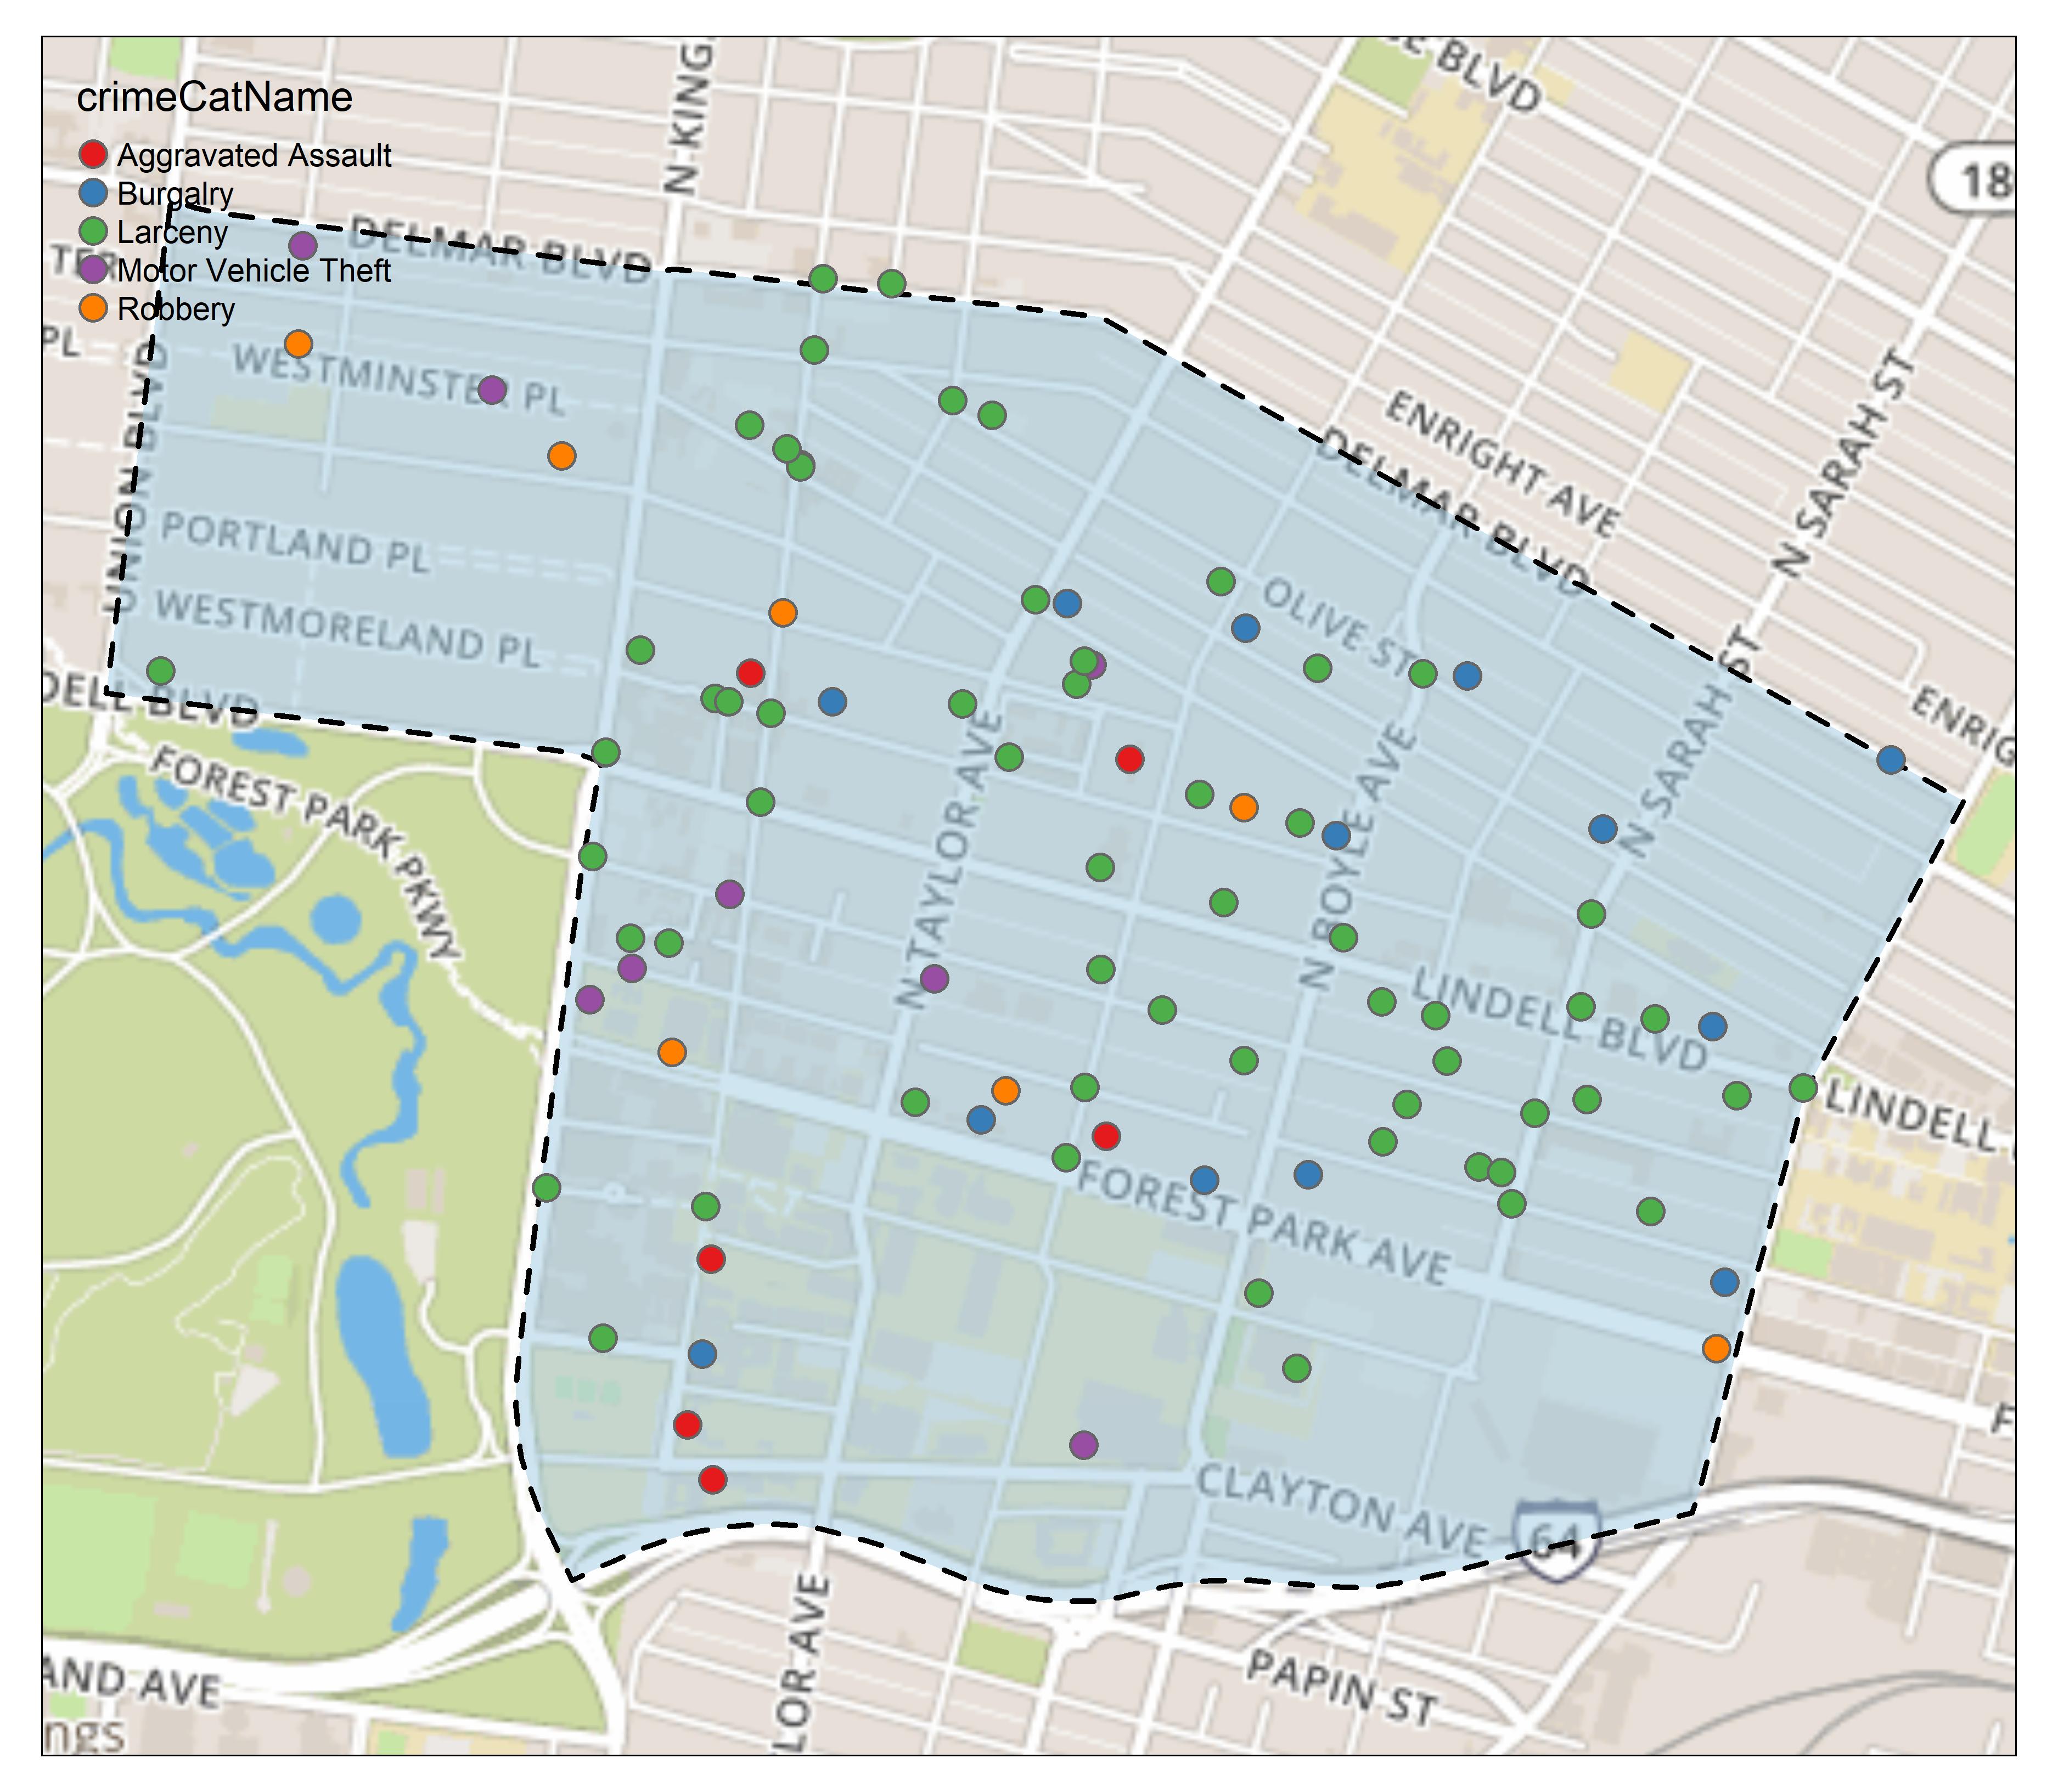 SE BLVD
N KING
crimeCatName
Aggravated Assault
Burgalry
Larceny
Motor Vehicle Theft
Robbery
18
DELMAR BLVD
TER
PL
WESTMINSTER PL
UNION BLVD
ENRIGHT AVE
DELMAR BLVD
N SARAH ST
PORTLAND PL
WESTMORELAND PL
OLIVE ST
DELL BLVD
FOREST PARK PKWY
N TAYLOR AVE
N BOYLE AVE
N SARAH ST
ENRIG
LINDELL BLVD
LINDELL
FOREST PARK AVE
F
CLAYTON AVE
64
LOR AVE
PAPIN ST
AND AVE
ngs